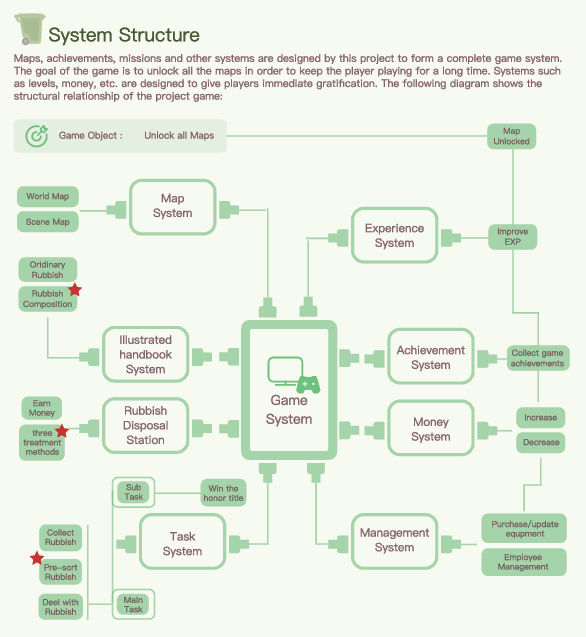 System Structure
Maps, achievements, missions and other systems are designed by this project to form a complete game system.
The goal of the game is to unlock all the maps in order to keep the player playing for a long time. Systems such
as levels, money, etc. are designed to give players immediate gratification. The following diagram shows the
structural relationship of the project game:
Game Object : Unlock all Maps
Map
Unlocked
World Map
Scene Map
Map
System
Experience
System
Improve
EXP
Oridinary
Rubbish
Rubbish
Composition
Illustrated
handbook
System
Achievement
System
Collect game
achievements
Game
System
Earn
Money
three
treatment
methods
Rubbish
Disposal
Station
Money
System
Increase
Decrease
Sub
Task
Win the
honor title
Task
System
Collect
Rubbish
Pre-sort
Rubbish
Deel with
Rubbish
Main
Task
Management
System
Purchase/update
equpment
Employee
Management